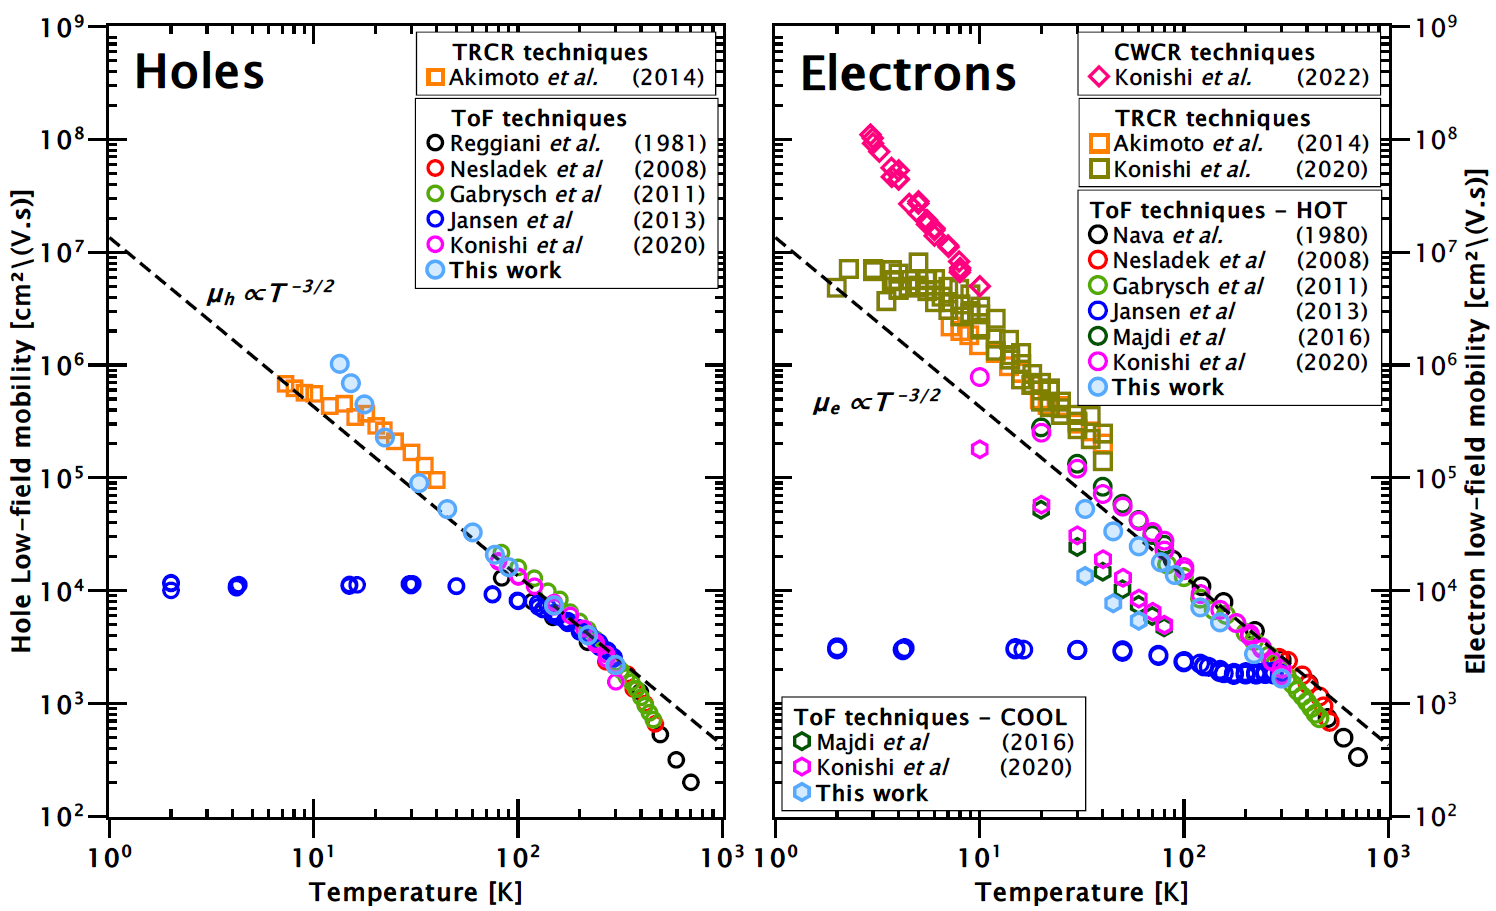 Holes
TRCR techniques
Akimoto et al. (2014)
ToF techniques
Reggiani et al. (1981)
Nesladek et al (2008)
Gabrysch et al (2011)
Jansen et al (2013)
Konishi et al (2020)
This work
μh ∝T −3/2
Hole Low−field mobility [cm²\(V.s)]
10⁹
10⁸
10⁷
10⁶
10⁵
10⁴
10³
10²
10⁰ 10¹ 10² 10³
Temperature [K]
Electrons
CWCR techniques
Konishi et al. (2022)
TRCR techniques
Akimoto et al. (2014)
Konishi et al. (2020)
ToF techniques − HOT
Nava et al. (1980)
Nesladek et al (2008)
Gabrysch et al (2011)
Jansen et al (2013)
Majdi et al (2016)
Konishi et al (2020)
This work
μe ∝T −3/2
ToF techniques − COOL
Majdi et al (2016)
Konishi et al (2020)
This work
10⁰ 10¹ 10² 10³
Temperature [K]
10⁹
10⁸
10⁷
10⁶
10⁵
10⁴
10³
10²
Electron low−field mobility [cm²\(V.s)]